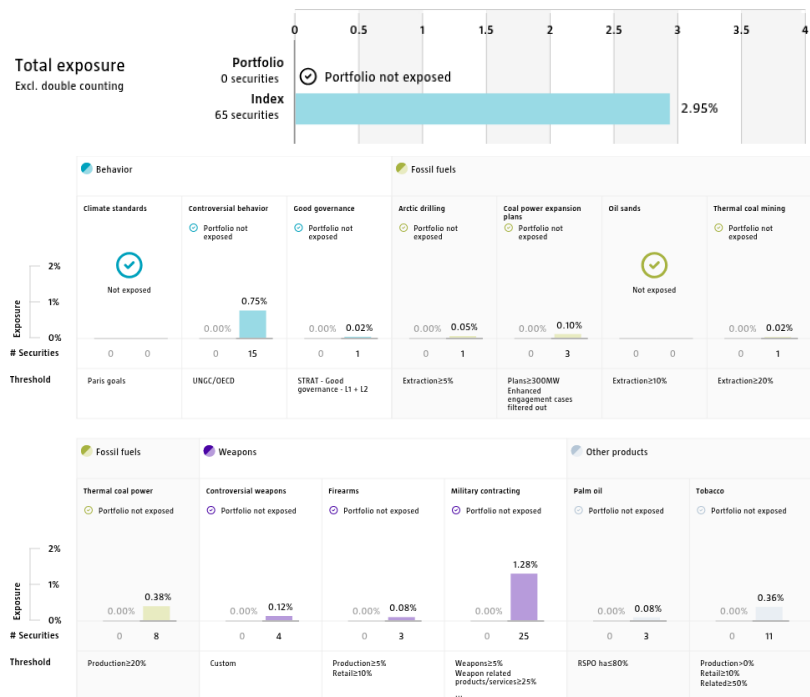 0 0.5 1 1.5 2 2.5 3 3.5 4
Total exposure
Excl. double counting
Portfolio
0 securities
Portfolio not exposed
Index
65 securities
2.95%
Behavior
Fossil fuels
Climate standards
Controversial behavior
Good governance
Arctic drilling
Coal power expansion
plans
Oil sands
Thermal coal mining
Portfolio not
exposed
Portfolio not
exposed
Portfolio not
exposed
Portfolio not
exposed
Portfolio not
exposed
Not exposed
Not exposed
Exposure
2%
1%
0%
0.00% 0.75%
0.00% 0.02%
0.00% 0.05%
0.00% 0.10%
0.00% 0.02%
# Securities
0 0 0 15 0 1 0 1 0 3 0 0 0 1
Threshold
Paris goals
UNGC/OECD
STRAT - Good
governance - L1 + L2
Extraction≥5%
Plans≥300MW
Enhanced
engagement cases
filtered out
Extraction≥10%
Extraction≥20%
Fossil fuels
Weapons
Other products
Thermal coal power
Controversial weapons
Firearms
Military contracting
Palm oil
Tobacco
Portfolio not exposed
Portfolio not exposed
Portfolio not exposed
Portfolio not exposed
Portfolio not exposed
Portfolio not exposed
Exposure
2%
1%
0%
0.00% 0.38%
0.00% 0.12%
0.00% 0.08%
0.00% 1.28%
0.00% 0.08%
0.00% 0.36%
# Securities
0 8 0 4 0 3 0 25 0 3 0 11
Threshold
Production≥20%
Custom
Production≥5%
Retail≥10%
Weapons≥5%
Weapon related
products/services≥25%
RSPO ha≤80%
Production>0%
Retail≥10%
Related≥50%